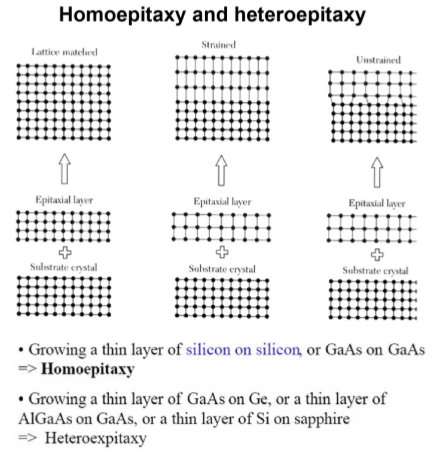 Homoepitaxy and heteroepitaxy
Lattice matched
Strained
Unstrained
Epitaxial layer
Epitaxial layer
Epitaxial layer
Substrate crystal
Substrate crystal
Substrate crystal
• Growing a thin layer of silicon on silicon, or GaAs on GaAs
=> Homoepitaxy
• Growing a thin layer of GaAs on Ge, or a thin layer of
AlGaAs on GaAs, or a thin layer of Si on sapphire
=> Heteroexpitaxy